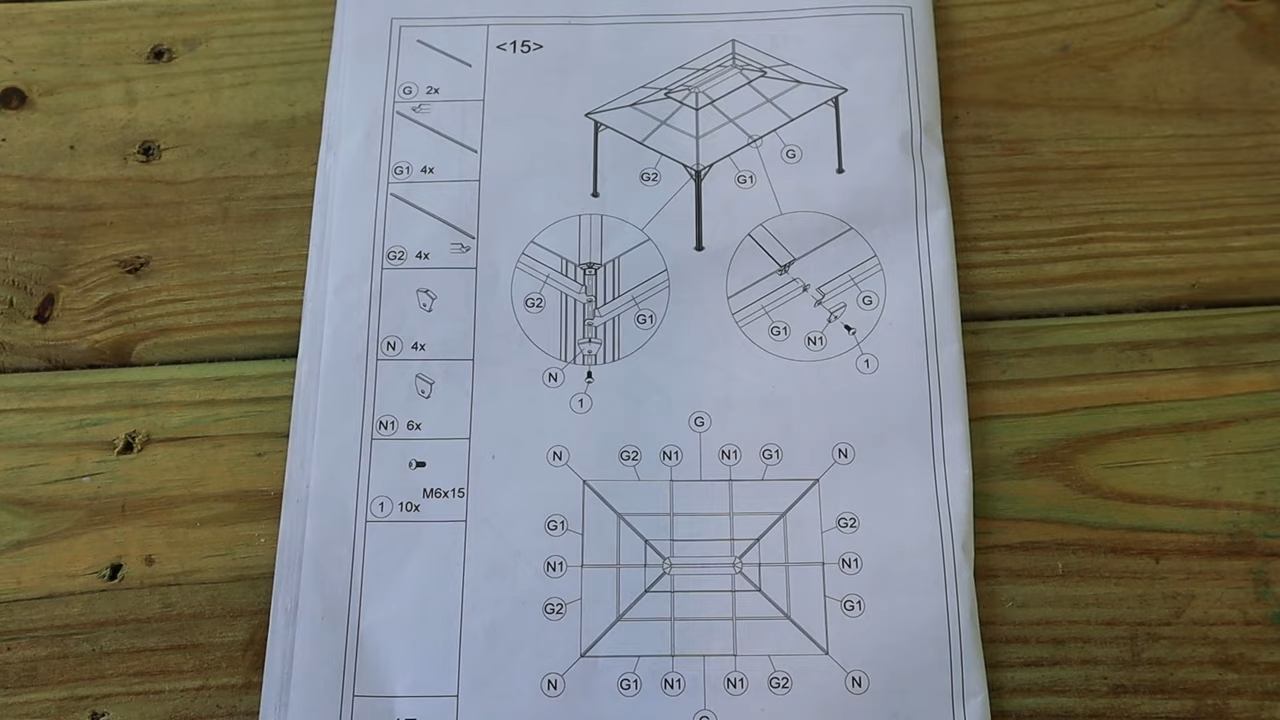 <15>
G 2x
G1 4x
G2 4x
N 4x
N1 6x
M6x15
1 10x
G2 G1 G
G2 G1 N 1
G1 N1 G 1
G
N G2 N1 N1 G1 N
G1 G2
N1 N1
G2 G1
N G1 N1 N1 G2 N